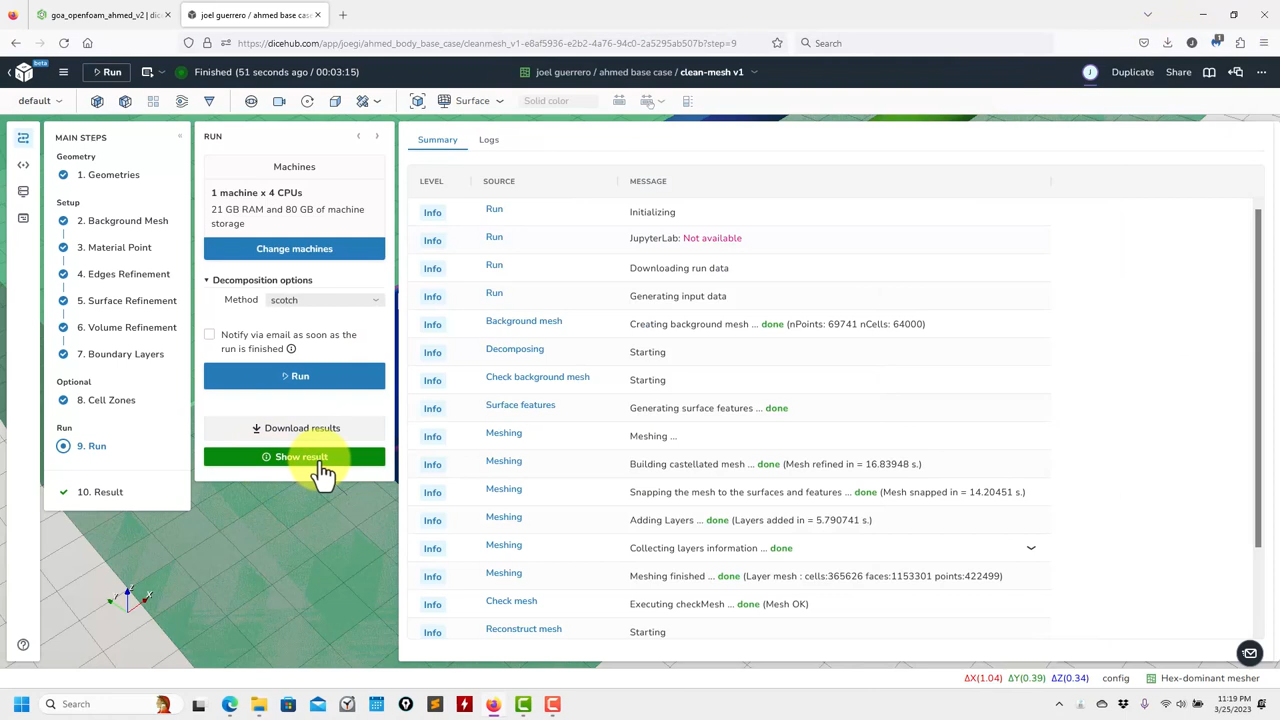 goa_openfoam_ahmed_v2 | dice
joel guerrero / ahmed base case
https://dicehub.com/app/joegi/ahmed_body_base_case/cleanmesh_v1-e8af5936-c2b2-4a76-94c0-2a5295ab507b?step=9
Search
beta
Run
Finished (51 seconds ago / 00:03:15)
joel guerrero / ahmed base case / clean-mesh v1
J
Duplicate
Share
default
Surface
Solid color
MAIN STEPS
Geometry
1. Geometries
Setup
2. Background Mesh
3. Material Point
4. Edges Refinement
5. Surface Refinement
6. Volume Refinement
7. Boundary Layers
Optional
8. Cell Zones
Run
9. Run
10. Result
RUN
Machines
1 machine x 4 CPUs
21 GB RAM and 80 GB of machine
storage
Change machines
Decomposition options
Method scotch
Notify via email as soon as the
run is finished
Run
Download results
Show result
Summary Logs
LEVEL SOURCE MESSAGE
Info Run Initializing
Info Run JupyterLab: Not available
Info Run Downloading run data
Info Run Generating input data
Info Background mesh Creating background mesh ... done (nPoints: 69741 nCells: 64000)
Info Decomposing Starting
Info Check background mesh Starting
Info Surface features Generating surface features ... done
Info Meshing Meshing ...
Info Meshing Building castellated mesh ... done (Mesh refined in = 16.83948 s.)
Info Meshing Snapping the mesh to the surfaces and features ... done (Mesh snapped in = 14.20451 s.)
Info Meshing Adding Layers ... done (Layers added in = 5.790741 s.)
Info Meshing Collecting layers information ... done
Info Meshing Meshing finished ... done (Layer mesh : cells:365626 faces:1153301 points:422499)
Info Check mesh Executing checkMesh ... done (Mesh OK)
Info Reconstruct mesh Starting
Z
Y
X
ΔX(1.04) ΔY(0.39) ΔZ(0.34) config Hex-dominant mesher
Search
11:19 PM
3/25/2023